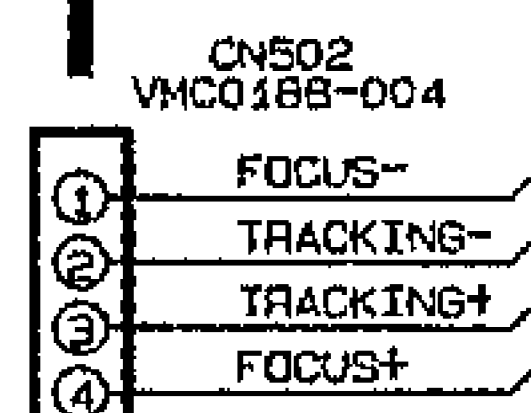 CN502
VMC0188-004
1 FOCUS-
2 TRACKING-
3 TRACKING+
4 FOCUS+